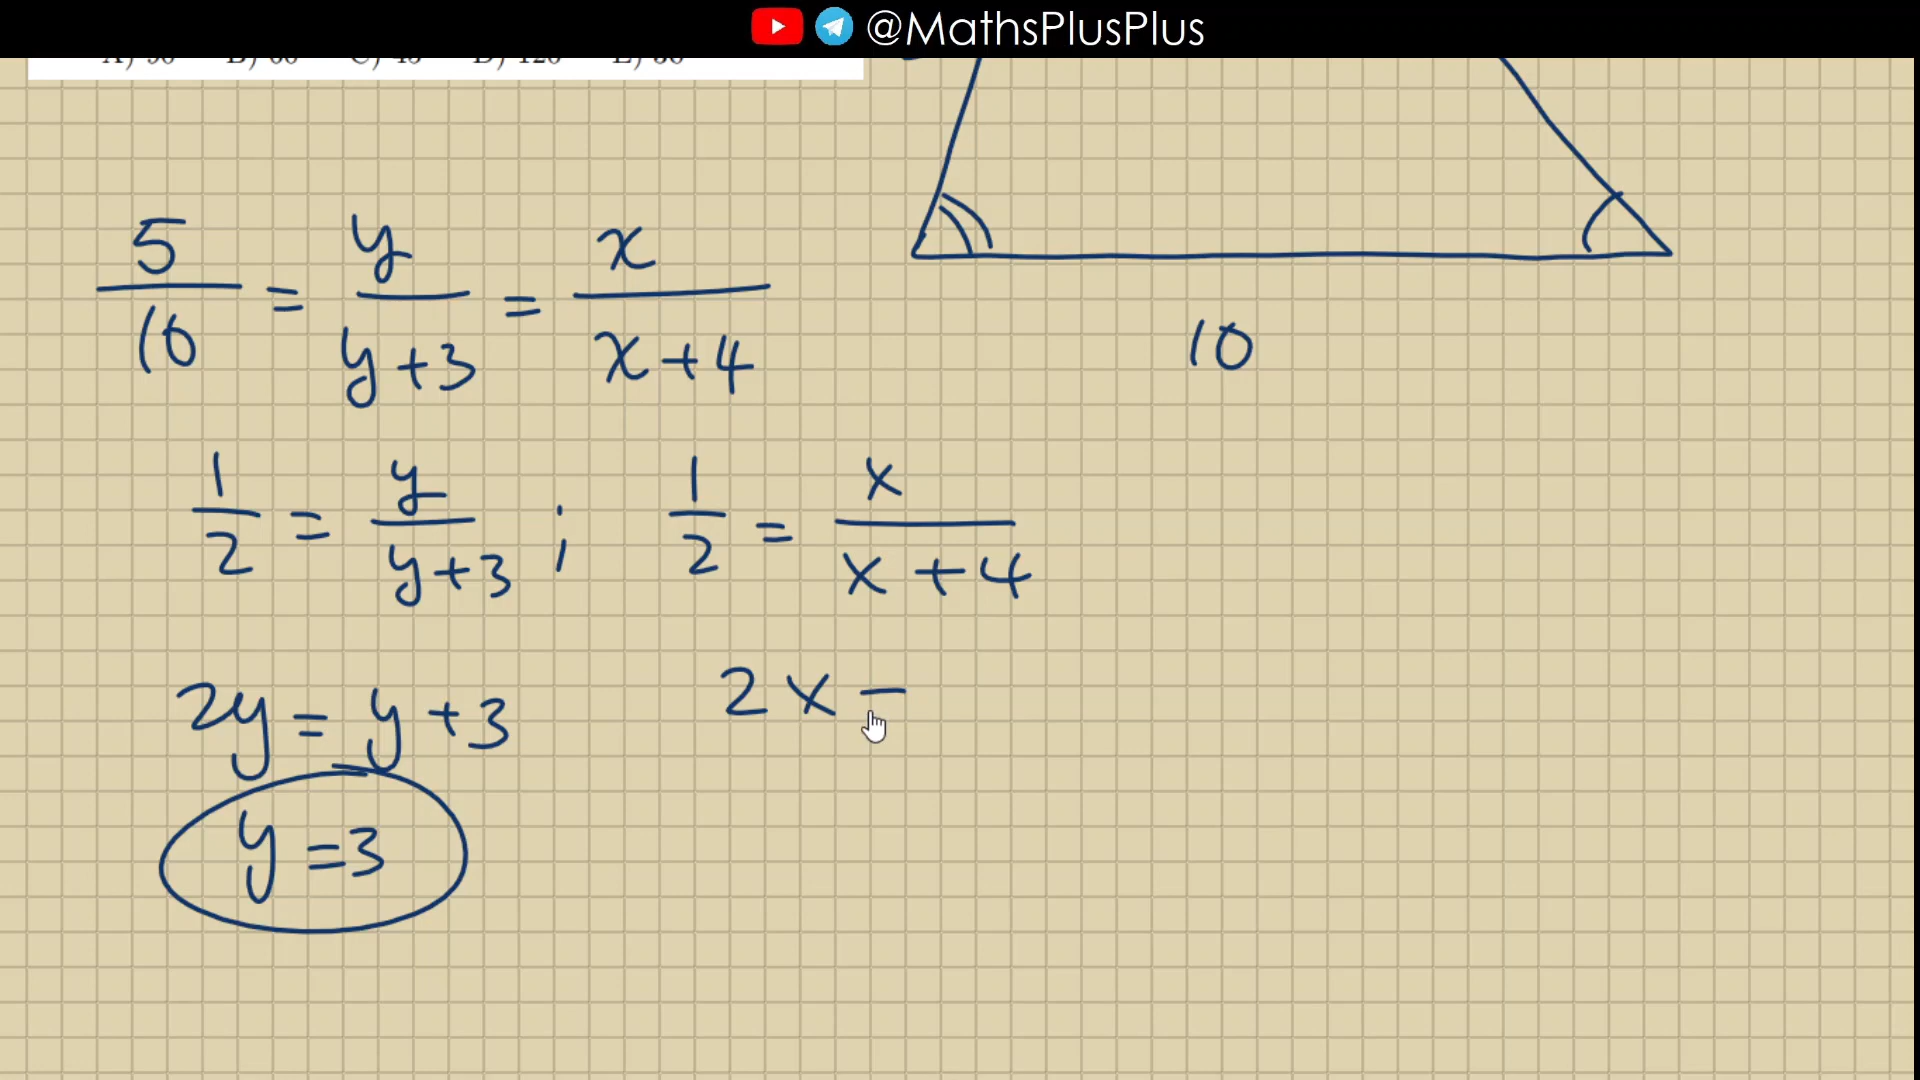 @MathsPlusPlus
10
5/10 = y/(y+3) = x/(x+4)
1/2 = y/(y+3) ; 1/2 = x/(x+4)
2y = y+3
2x –
y = 3